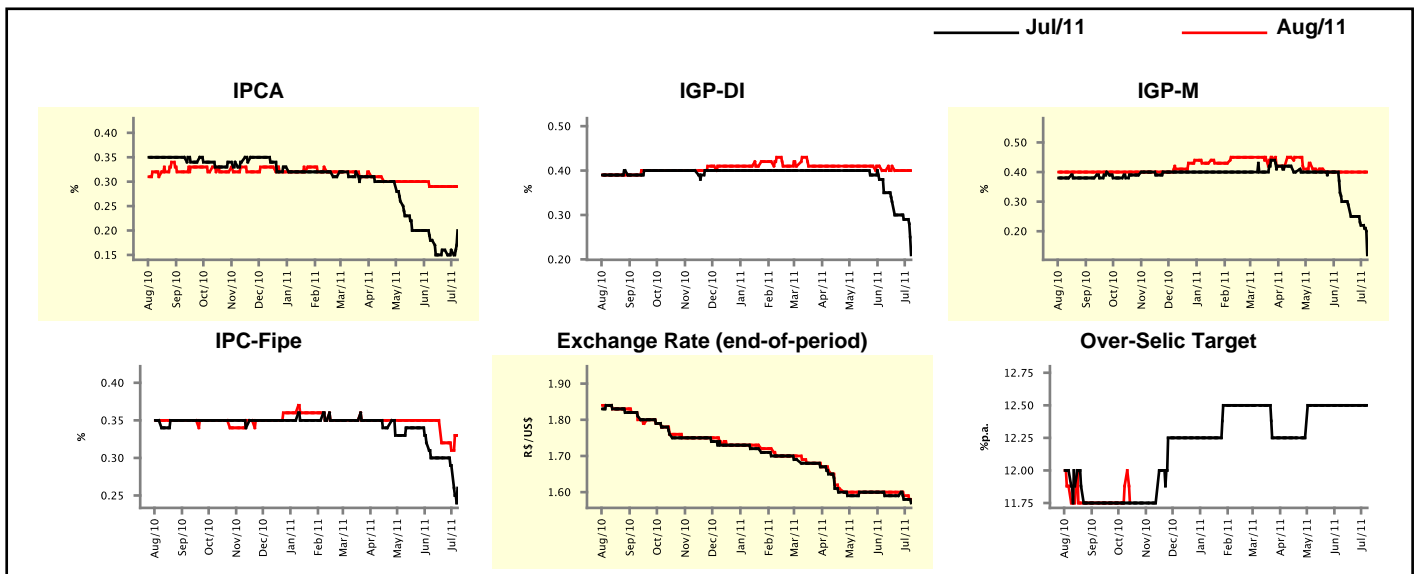 Jul/11 Aug/11
IPCA
%
0.40
0.35
0.30
0.25
0.20
0.15
Aug/10 Sep/10 Oct/10 Nov/10 Dec/10 Jan/11 Feb/11 Mar/11 Apr/11 May/11 Jun/11 Jul/11
IGP-DI
%
0.50
0.40
0.30
0.20
Aug/10 Sep/10 Oct/10 Nov/10 Dec/10 Jan/11 Feb/11 Mar/11 Apr/11 May/11 Jun/11 Jul/11
IGP-M
%
0.50
0.40
0.30
0.20
Aug/10 Sep/10 Oct/10 Nov/10 Dec/10 Jan/11 Feb/11 Mar/11 Apr/11 May/11 Jun/11 Jul/11
IPC-Fipe
%
0.40
0.35
0.30
0.25
Aug/10 Sep/10 Oct/10 Nov/10 Dec/10 Jan/11 Feb/11 Mar/11 Apr/11 May/11 Jun/11 Jul/11
Exchange Rate (end-of-period)
R$/US$
1.90
1.80
1.70
1.60
Aug/10 Sep/10 Oct/10 Nov/10 Dec/10 Jan/11 Feb/11 Mar/11 Apr/11 May/11 Jun/11 Jul/11
Over-Selic Target
%p.a.
12.75
12.50
12.25
12.00
11.75
Aug/10 Sep/10 Oct/10 Nov/10 Dec/10 Jan/11 Feb/11 Mar/11 Apr/11 May/11 Jun/11 Jul/11